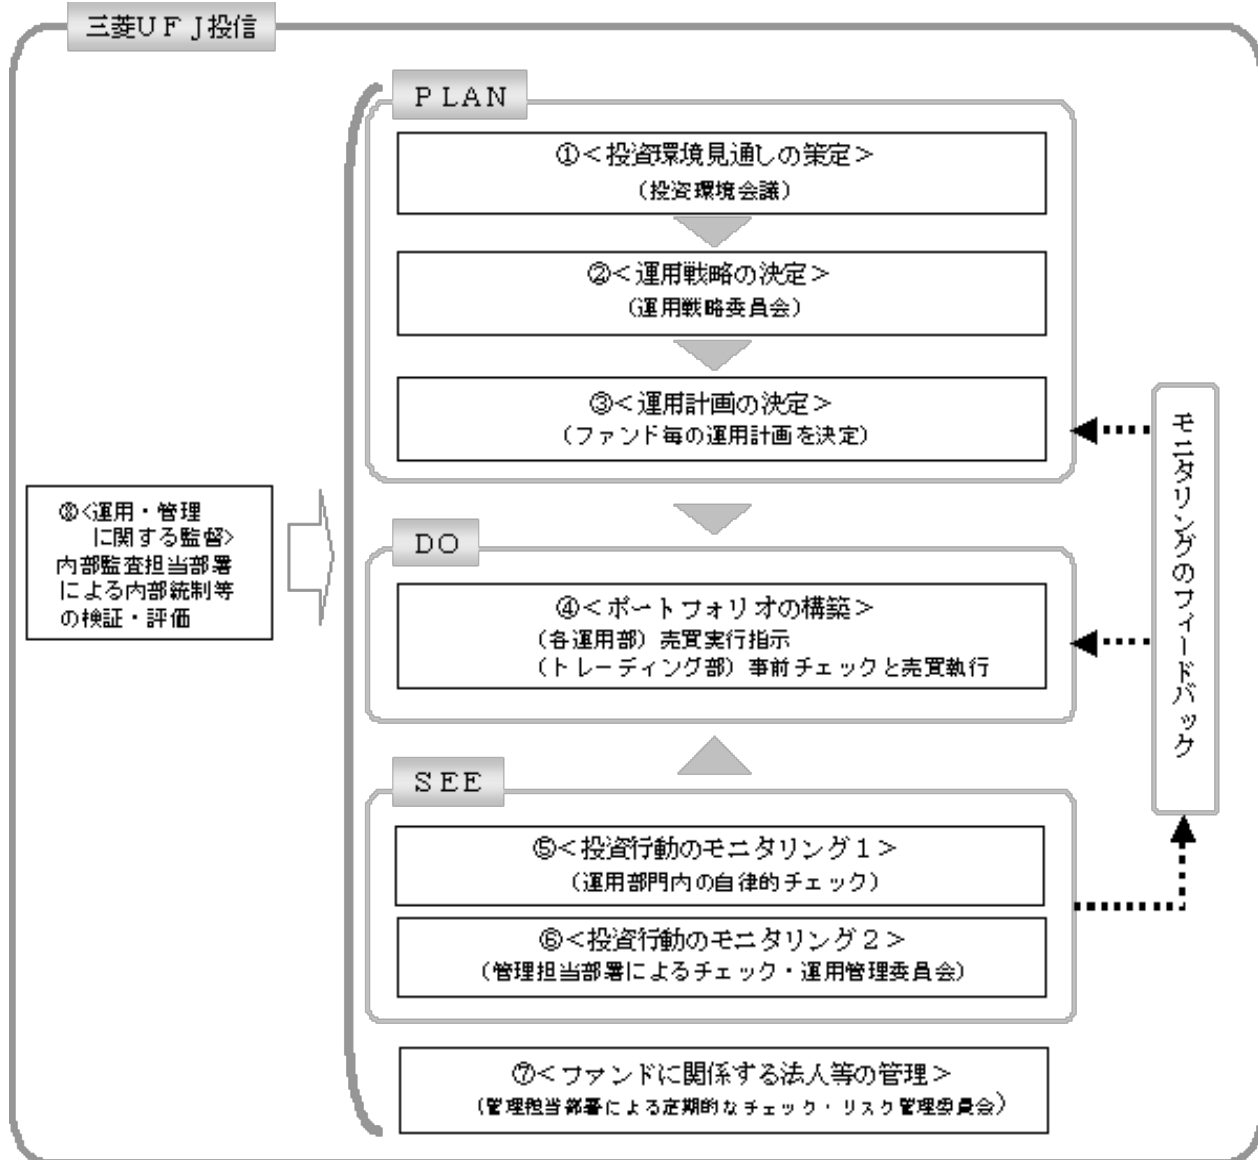 三菱UFJ投信
PLAN
①<投資環境見通しの策定>
(投資環境会議)
②<運用戦略の決定>
(運用戦略委員会)
③<運用計画の決定>
(ファンド毎の運用計画を決定)
⑧<運用・管理
に関する監督>
内部監査担当部署
による内部統制等
の検証・評価
DO
④<ポートフォリオの構築>
(各運用部)売買実行指示
(トレーディング部)事前チェックと売買執行
モニタリングのフィードバック
SEE
⑤<投資行動のモニタリング1>
(運用部門内の自律的チェック)
⑥<投資行動のモニタリング2>
(管理担当部署によるチェック・運用管理委員会)
⑦<ファンドに関係する法人等の管理>
(管理担当部署による定期的なチェック・リスク管理委員会)